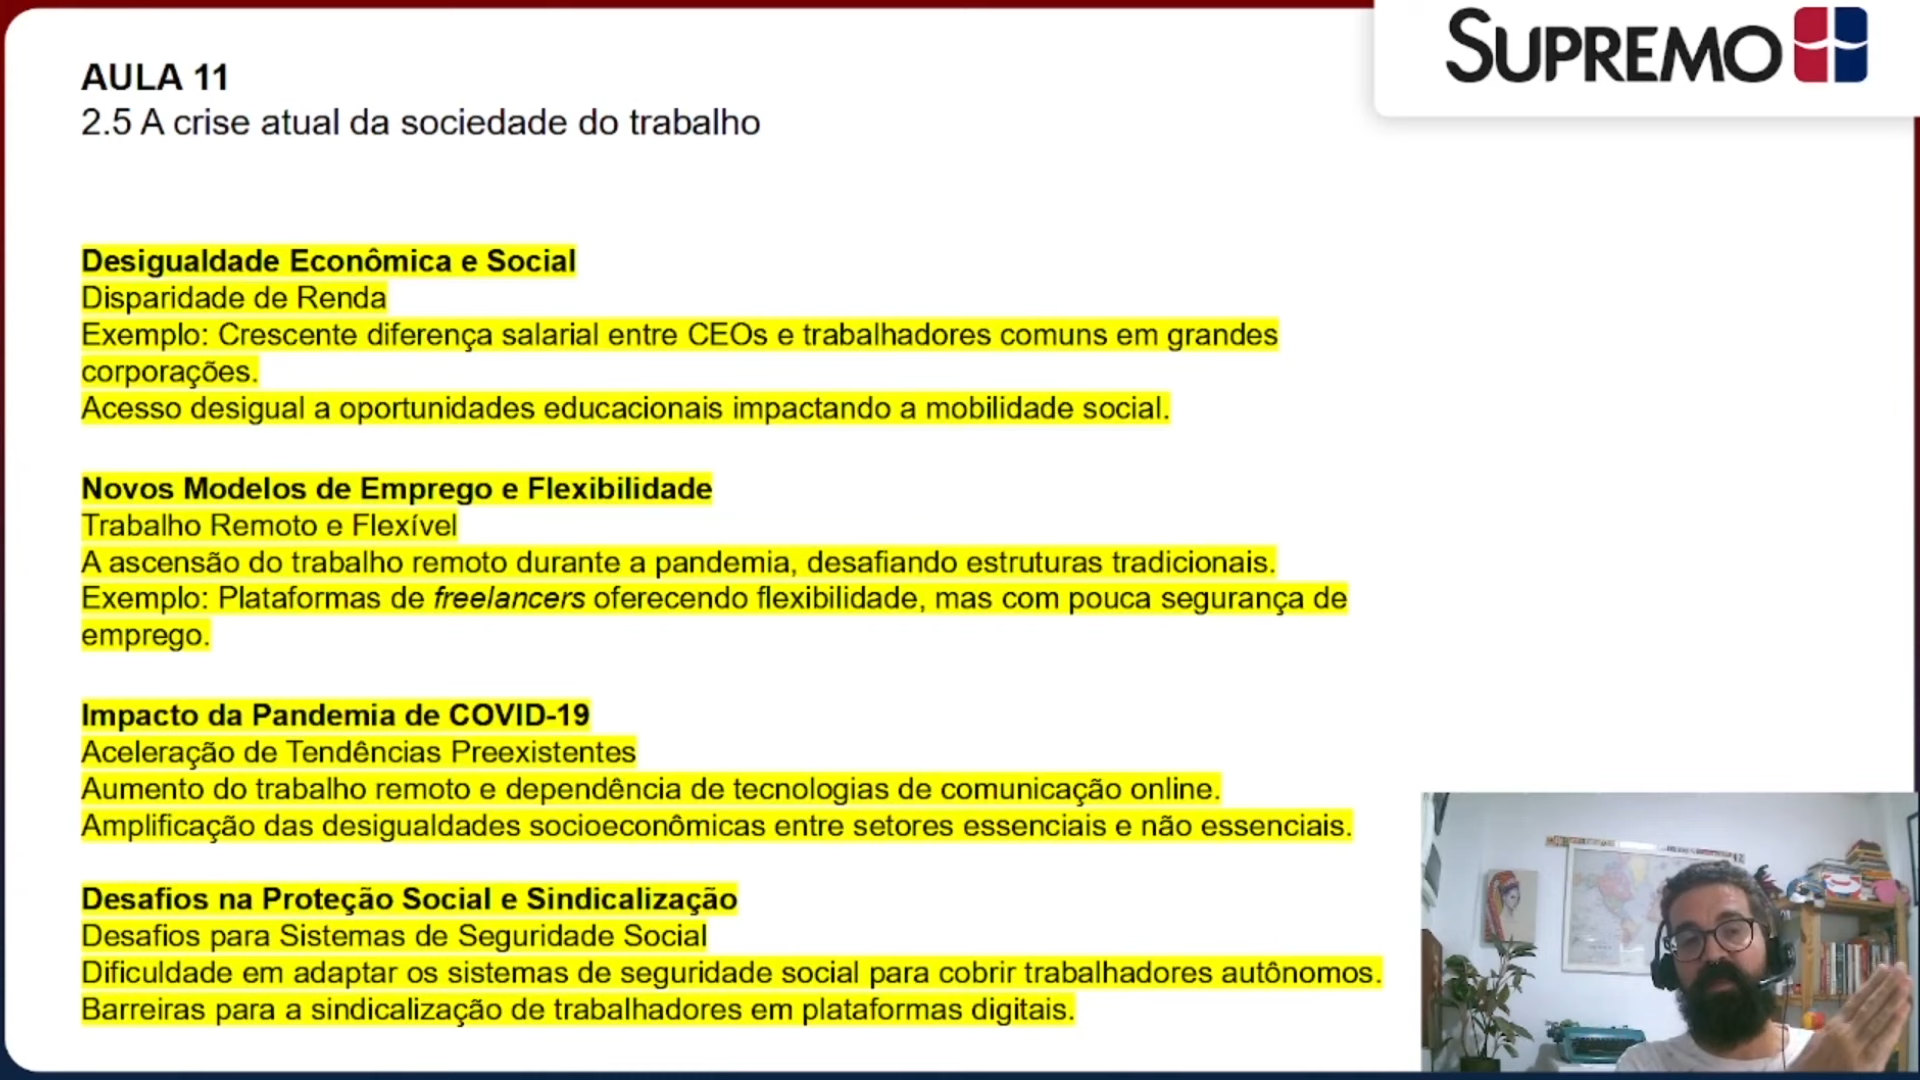 SUPREMO
AULA 11
2.5 A crise atual da sociedade do trabalho
Desigualdade Econômica e Social
Disparidade de Renda
Exemplo: Crescente diferença salarial entre CEOs e trabalhadores comuns em grandes
corporações.
Acesso desigual a oportunidades educacionais impactando a mobilidade social.
Novos Modelos de Emprego e Flexibilidade
Trabalho Remoto e Flexível
A ascensão do trabalho remoto durante a pandemia, desafiando estruturas tradicionais.
Exemplo: Plataformas de freelancers oferecendo flexibilidade, mas com pouca segurança de
emprego.
Impacto da Pandemia de COVID-19
Aceleração de Tendências Preexistentes
Aumento do trabalho remoto e dependência de tecnologias de comunicação online.
Amplificação das desigualdades socioeconômicas entre setores essenciais e não essenciais.
Desafios na Proteção Social e Sindicalização
Desafios para Sistemas de Seguridade Social
Dificuldade em adaptar os sistemas de seguridade social para cobrir trabalhadores autônomos.
Barreiras para a sindicalização de trabalhadores em plataformas digitais.